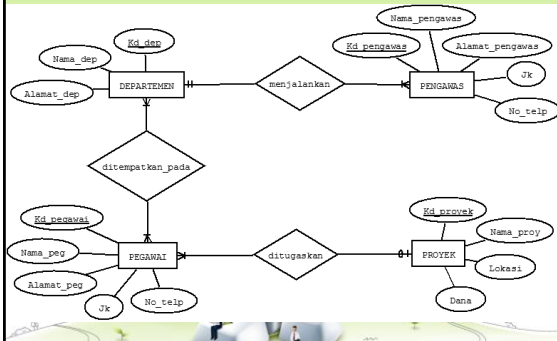 Nama_pengawas
Kd_dep
Kd_pengawas
Alamat_pengawas
Nama_dep
DEPARTEMEN
menjalankan
PENGAWAS
Jk
Alamat_dep
No_telp
ditempatkan_pada
Kd_pegawai
Kd_proyek
Nama_proy
Nama_peg
PEGAWAI
ditugaskan
PROYEK
Lokasi
Alamat_peg
Jk
No_telp
Dana